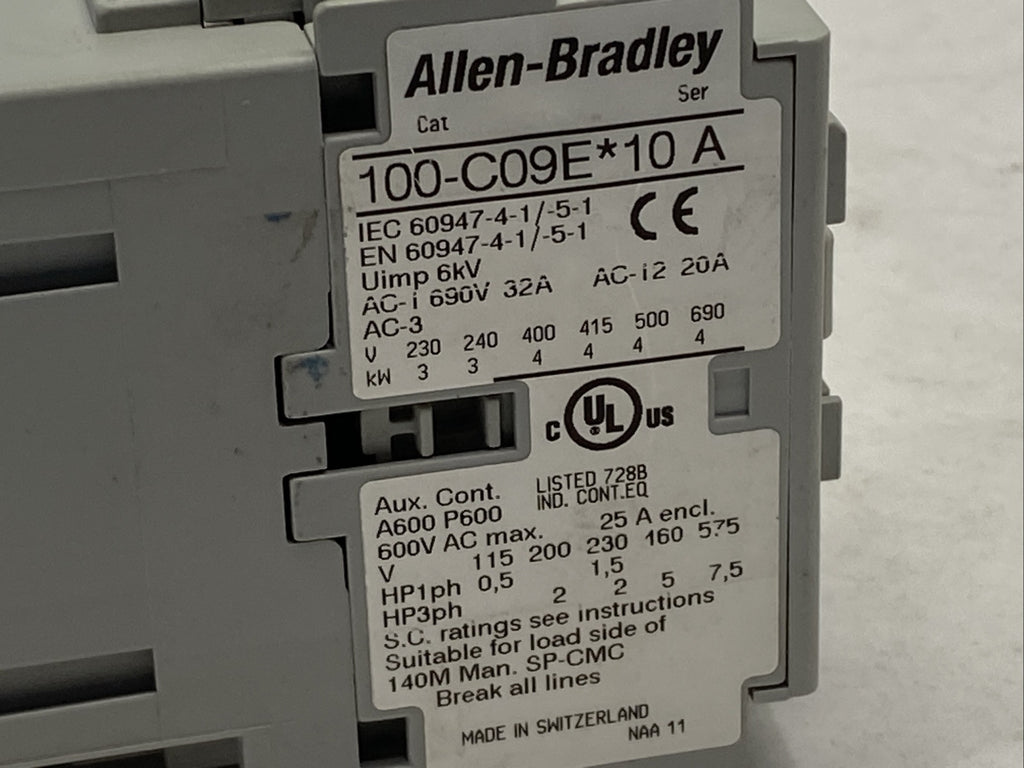 Allen-Bradley
Cat Ser
100-C09E*10 A
IEC 60947-4-1/-5-1
EN 60947-4-1/-5-1
CE
Uimp 6kV
AC-i 690V 32A AC-i2 20A
AC-3
V 230 240 400 415 500 690
kW 3 3 4 4 4 4
c UL US
Aux. Cont. LISTED 728B
A600 P600 IND. CONT.EQ
600V AC max. 25 A encl.
V 115 200 230 160 575
HP1ph 0,5 1,5
HP3ph 2 2 5 7,5
S.C. ratings see instructions
Suitable for load side of
140M Man. SP-CMC
Break all lines
MADE IN SWITZERLAND
NAA 11